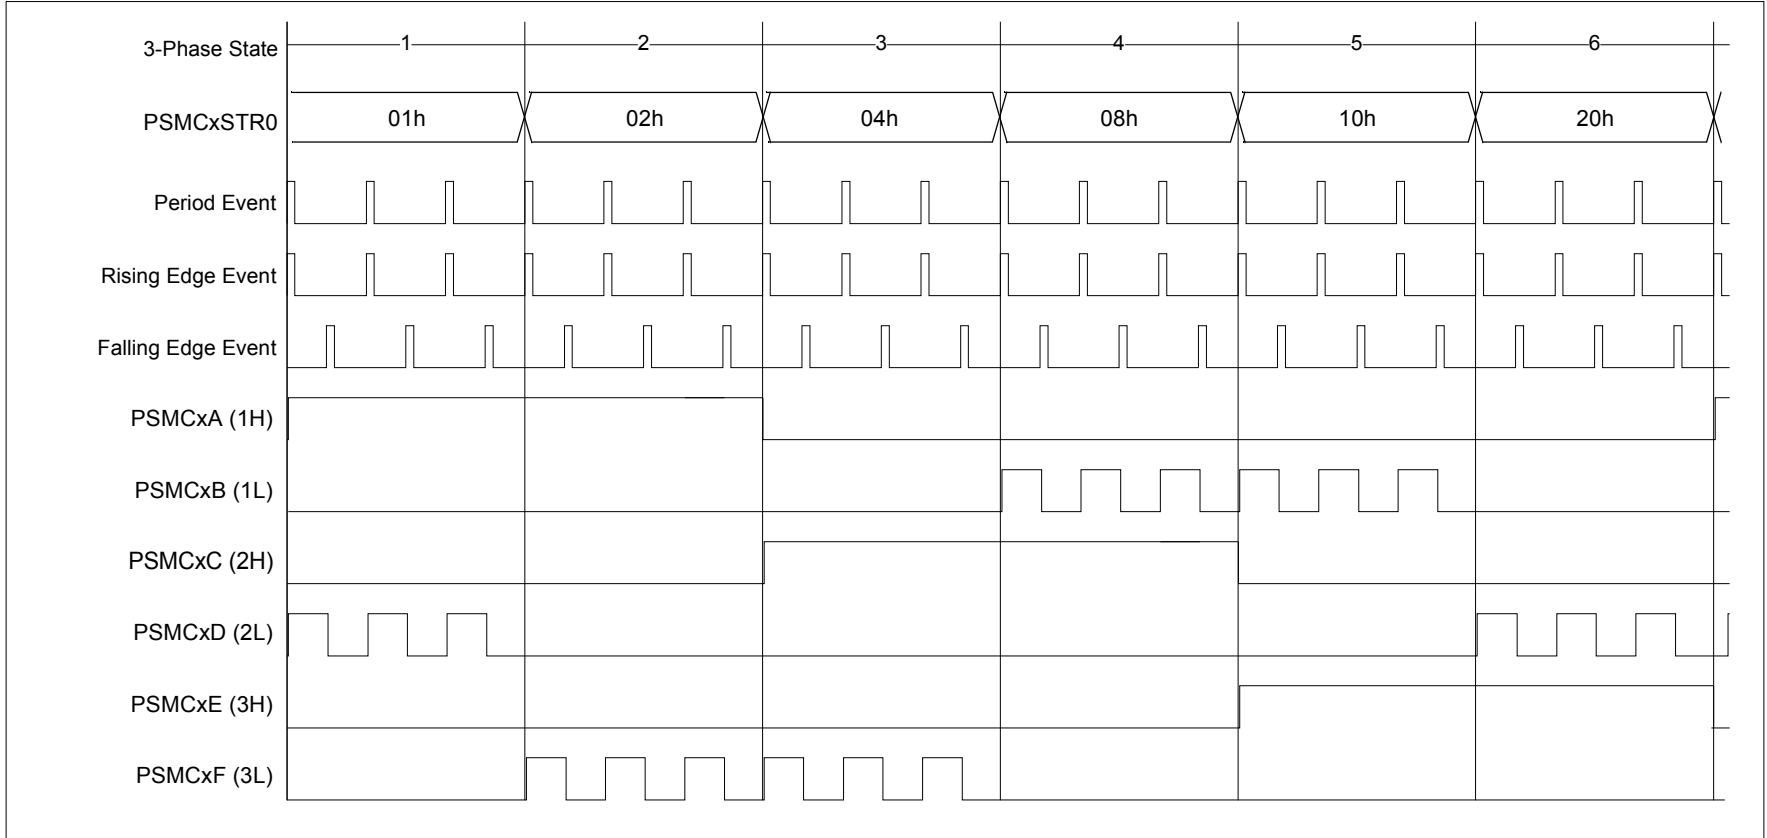 3-Phase State 1 2 3 4 5 6
PSMCxSTR0 01h 02h 04h 08h 10h 20h
Period Event
Rising Edge Event
Falling Edge Event
PSMCxA (1H)
PSMCxB (1L)
PSMCxC (2H)
PSMCxD (2L)
PSMCxE (3H)
PSMCxF (3L)